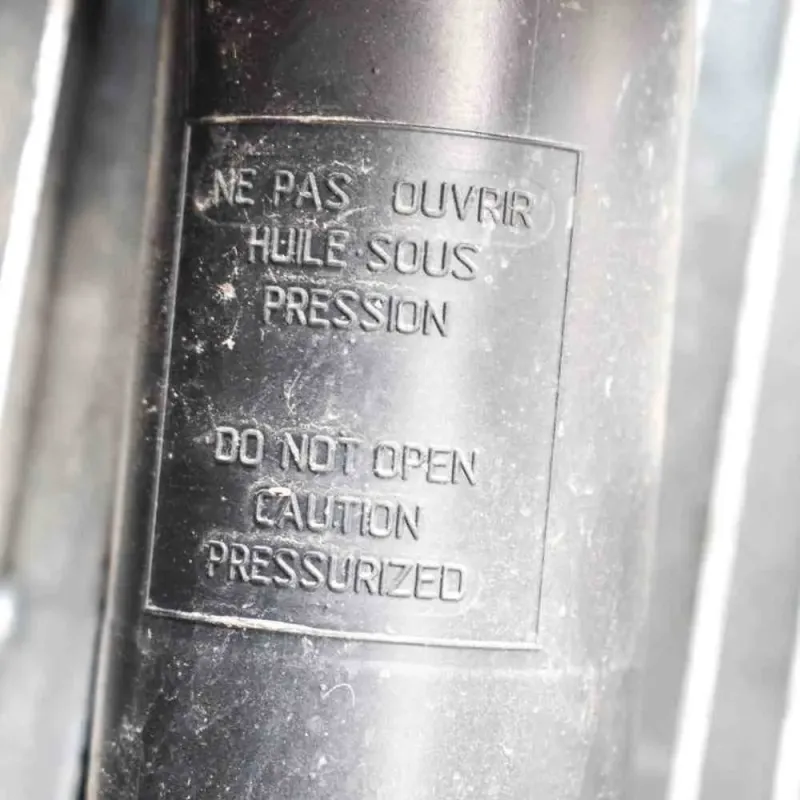 NE PAS OUVRIR
HUILE SOUS
PRESSION
DO NOT OPEN
CAUTION
PRESSURIZED